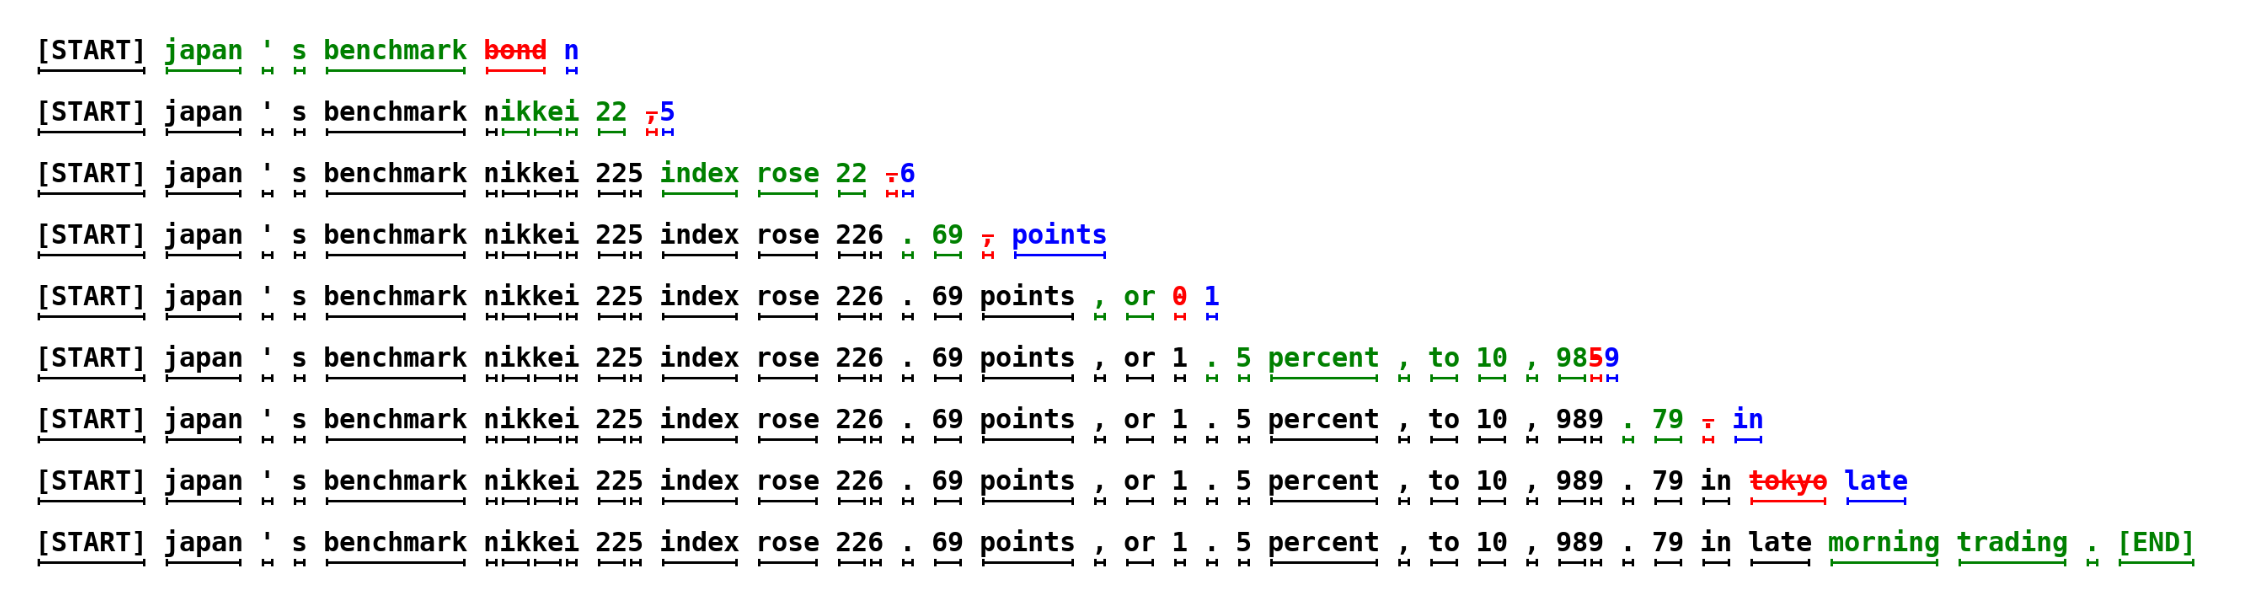 [START] japan ' s benchmark bond n
[START] japan ' s benchmark nikkei 22 ,5
[START] japan ' s benchmark nikkei 225 index rose 22 .6
[START] japan ' s benchmark nikkei 225 index rose 226 . 69 , points
[START] japan ' s benchmark nikkei 225 index rose 226 . 69 points , or 0 1
[START] japan ' s benchmark nikkei 225 index rose 226 . 69 points , or 1 . 5 percent , to 10 , 9859
[START] japan ' s benchmark nikkei 225 index rose 226 . 69 points , or 1 . 5 percent , to 10 , 989 . 79 . in
[START] japan ' s benchmark nikkei 225 index rose 226 . 69 points , or 1 . 5 percent , to 10 , 989 . 79 in tokyo late
[START] japan ' s benchmark nikkei 225 index rose 226 . 69 points , or 1 . 5 percent , to 10 , 989 . 79 in late morning trading . [END]